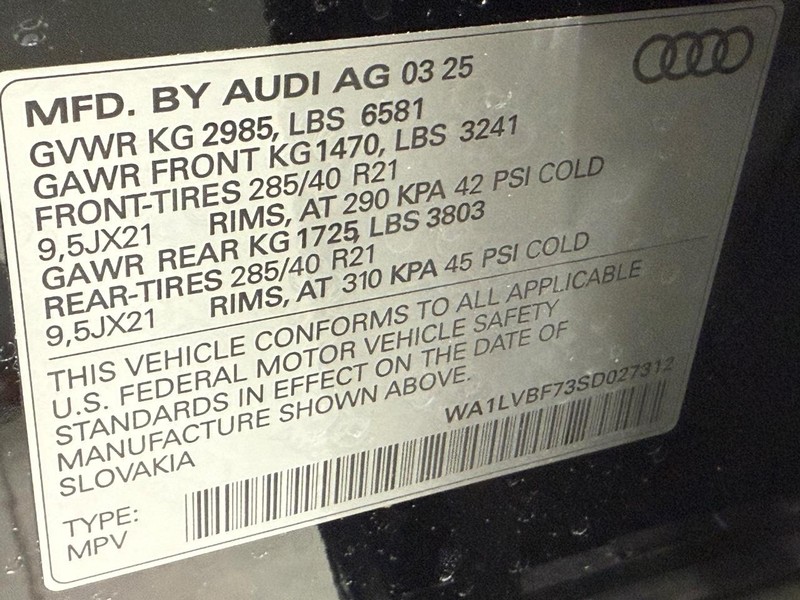 MFD. BY AUDI AG 03 25
GVWR KG 2985, LBS 6581
GAWR FRONT KG 1470, LBS 3241
FRONT-TIRES 285/40 R21
9,5JX21 RIMS, AT 290 KPA 42 PSI COLD
GAWR REAR KG 1725, LBS 3803
REAR-TIRES 285/40 R21
9,5JX21 RIMS, AT 310 KPA 45 PSI COLD
THIS VEHICLE CONFORMS TO ALL APPLICABLE
U.S. FEDERAL MOTOR VEHICLE SAFETY
STANDARDS IN EFFECT ON THE DATE OF
MANUFACTURE SHOWN ABOVE.
SLOVAKIA
WA1LVBF73SD027312
TYPE:
MPV